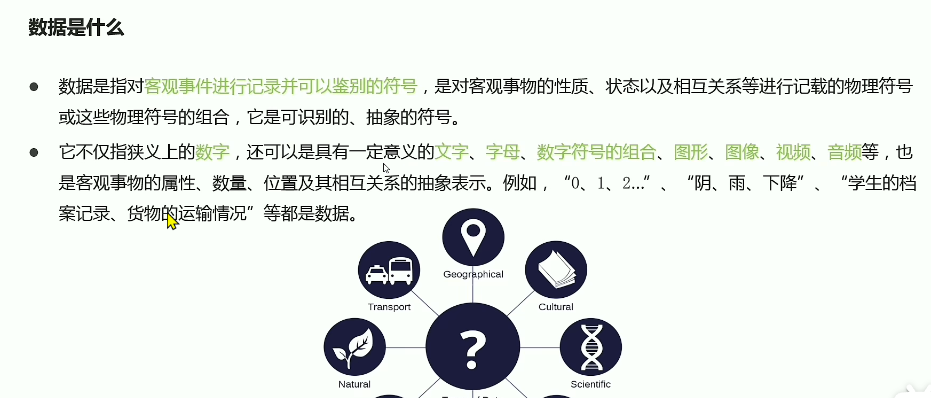 数据是什么
● 数据是指对客观事件进行记录并可以鉴别的符号，是对客观事物的性质、状态以及相互关系等进行记载的物理符号
或这些物理符号的组合，它是可识别的、抽象的符号。
● 它不仅指狭义上的数字，还可以是具有一定意义的文字、字母、数字符号的组合、图形、图像、视频、音频等，也
是客观事物的属性、数量、位置及其相互关系的抽象表示。例如，“0、1、2...”、“阴、雨、下降”、“学生的档
案记录、货物的运输情况”等都是数据。
Geographical
Transport
Cultural
?
Natural
Scientific